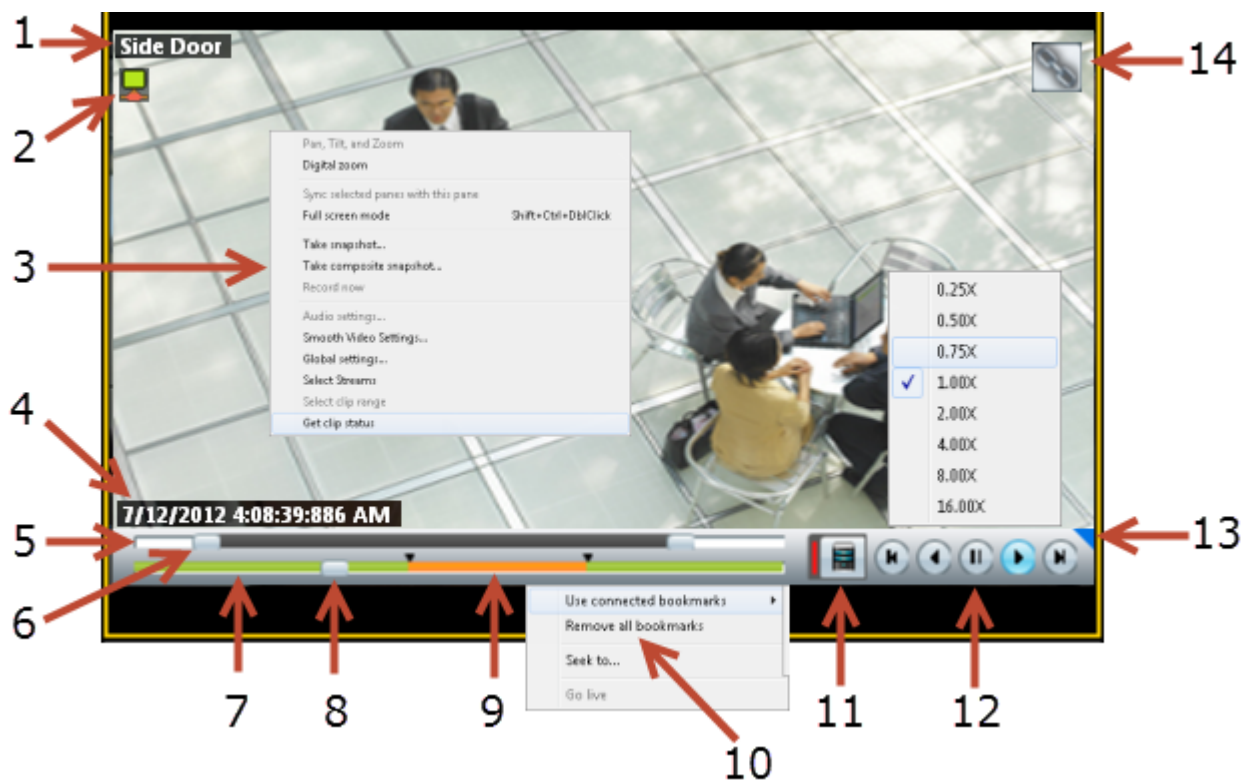 1
Side Door
14
2
Pan, Tilt, and Zoom
Digital zoom
Sync selected panes with this pane
Full screen mode Shift+Ctrl+DblClick
Take snapshot...
3
Take composite snapshot...
Record now
Audio settings...
Smooth Video Settings...
Global settings...
Select Streams
Select clip range
Get clip status
0.25X
0.50X
0.75X
1.00X
2.00X
4.00X
8.00X
16.00X
4
7/12/2012 4:08:39:886 AM
5
13
6
Use connected bookmarks
Remove all bookmarks
Seek to...
Go live
7
8
9
10
11
12